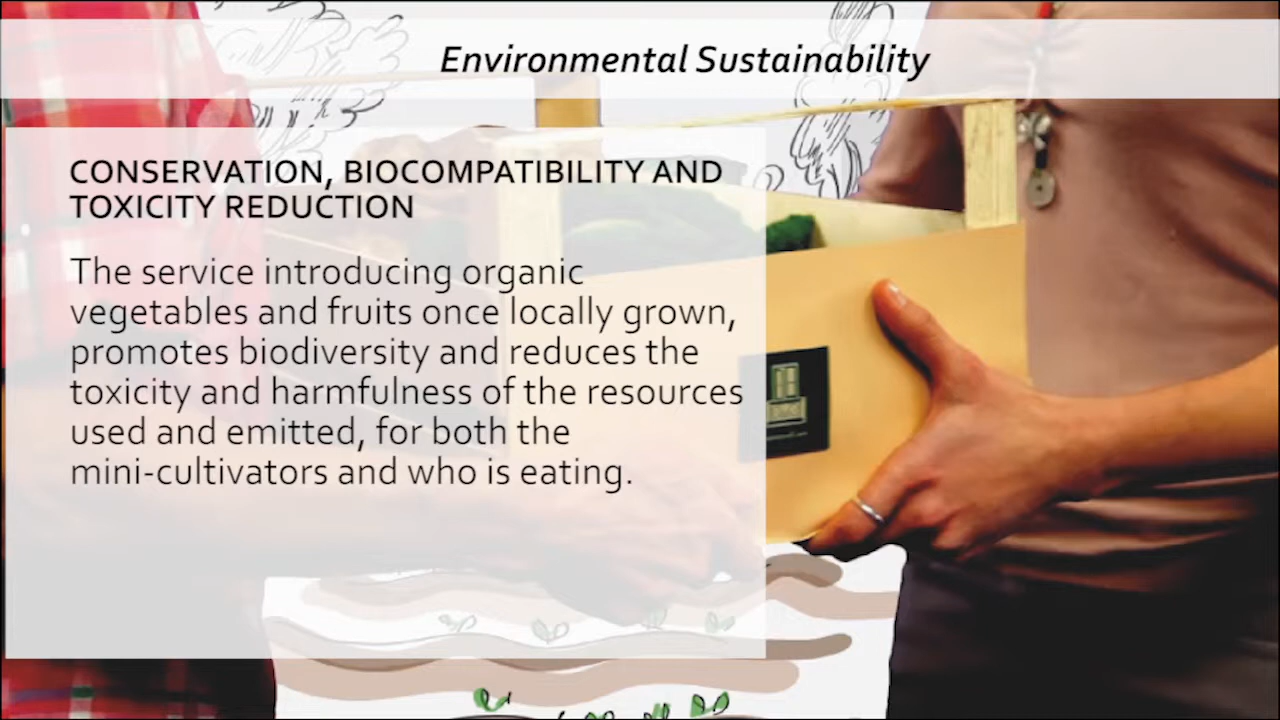 Environmental Sustainability
CONSERVATION, BIOCOMPATIBILITY AND
TOXICITY REDUCTION
The service introducing organic
vegetables and fruits once locally grown,
promotes biodiversity and reduces the
toxicity and harmfulness of the resources
used and emitted, for both the
mini-cultivators and who is eating.